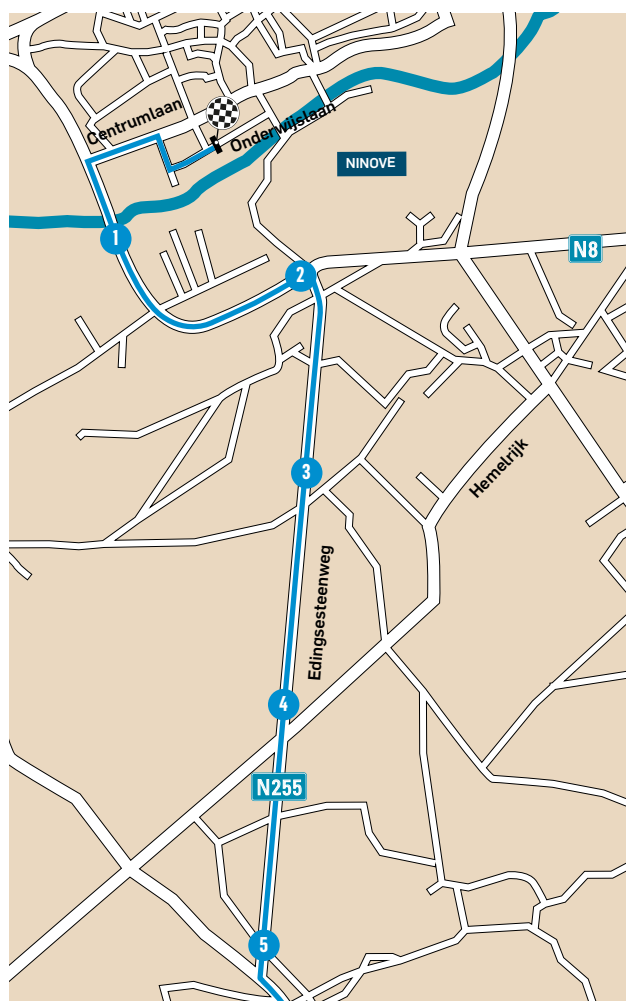 Centrumlaan
Onderwijslaan
NINOVE
1
N8
2
3
Hemelrijk
Edingsesteenweg
4
N255
5